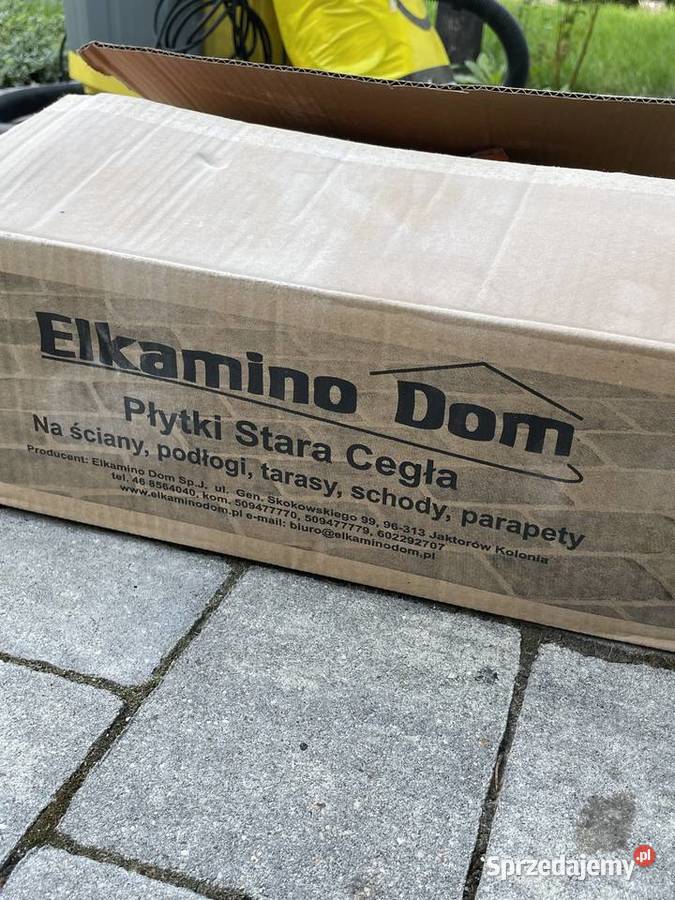 Elkamino Dom
Płytki Stara Cegła
Na ściany, podłogi, tarasy, schody, parapety
Producent: Elkamino Dom Sp.J. ul. Gen. Skokowskiego 99, 96-313 Jaktorów Kolonia
tel. 46 8564040, kom. 509477770, 509477779, 602292707
www.elkaminodom.pl e-mail: biuro@elkaminodom.pl
Sprzedajemy.pl